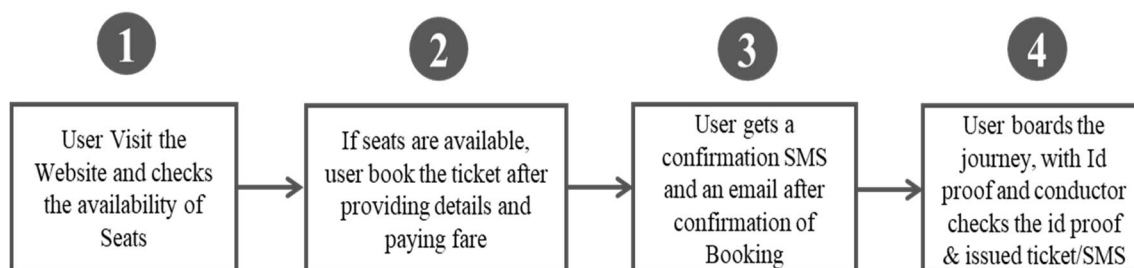 1
User Visit the
Website and checks
the availability of
Seats
2
If seats are available,
user book the ticket after
providing details and
paying fare
3
User gets a
confirmation SMS
and an email after
confirmation of
Booking
4
User boards the
journey, with Id
proof and conductor
checks the id proof
& issued ticket/SMS